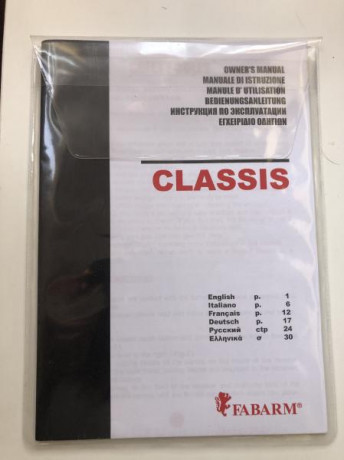 OWNER'S MANUAL
MANUALE DI ISTRUZIONE
MANULE D' UTILISATION
BEDIENUNGSANLEITUNG
ИНСТРУКЦИЯ ПО ЭКСПЛУАТАЦИИ
ΕΓΧΕΙΡΙΔΙΟ ΟΔΗΓΙΩΝ
CLASSIS
English p. 1
Italiano p. 6
Français p. 12
Deutsch p. 17
Русский стр 24
Ελληνικά σ 30
FABARM®